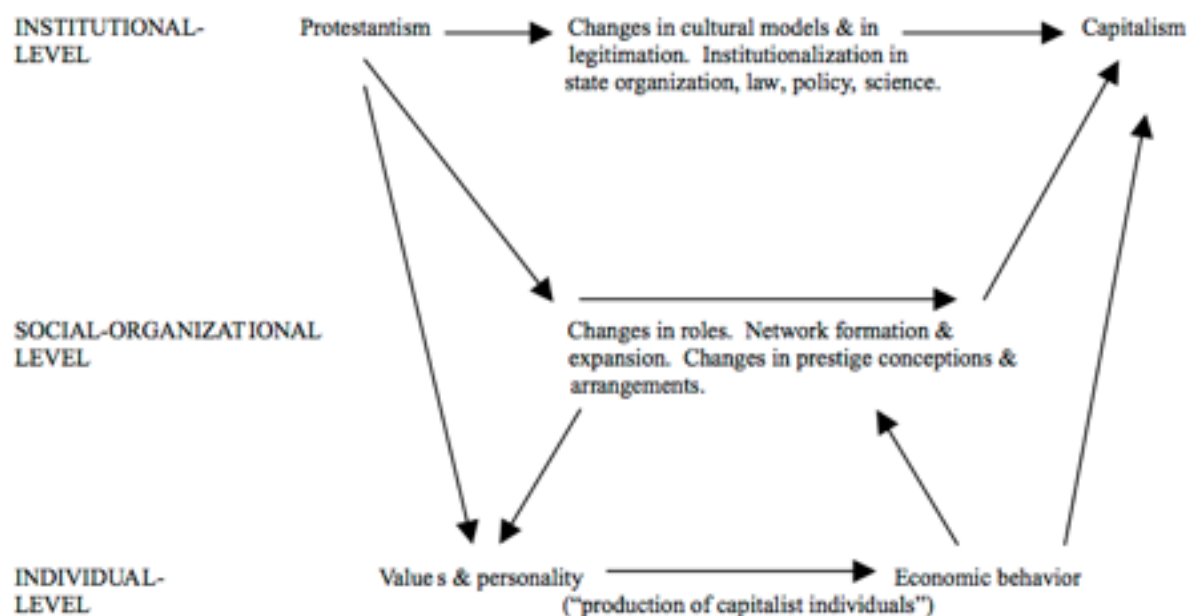 INSTITUTIONAL-
LEVEL
Protestantism
Changes in cultural models & in
legitimation. Institutionalization in
state organization, law, policy, science.
Capitalism
SOCIAL-ORGANIZATIONAL
LEVEL
Changes in roles. Network formation &
expansion. Changes in prestige conceptions &
arrangements.
INDIVIDUAL-
LEVEL
Values & personality
("production of capitalist individuals")
Economic behavior